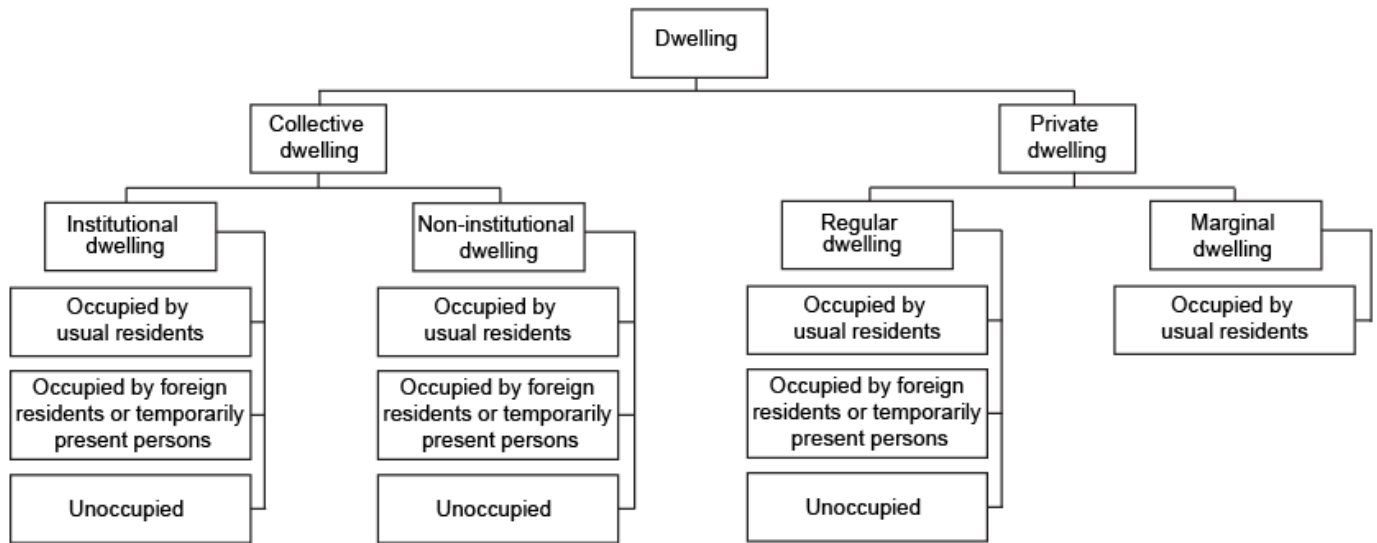 Dwelling
Collective
dwelling
Private
dwelling
Institutional
dwelling
Non-institutional
dwelling
Regular
dwelling
Marginal
dwelling
Occupied by
usual residents
Occupied by
usual residents
Occupied by
usual residents
Occupied by
usual residents
Occupied by foreign
residents or temporarily
present persons
Occupied by foreign
residents or temporarily
present persons
Occupied by foreign
residents or temporarily
present persons
Unoccupied
Unoccupied
Unoccupied